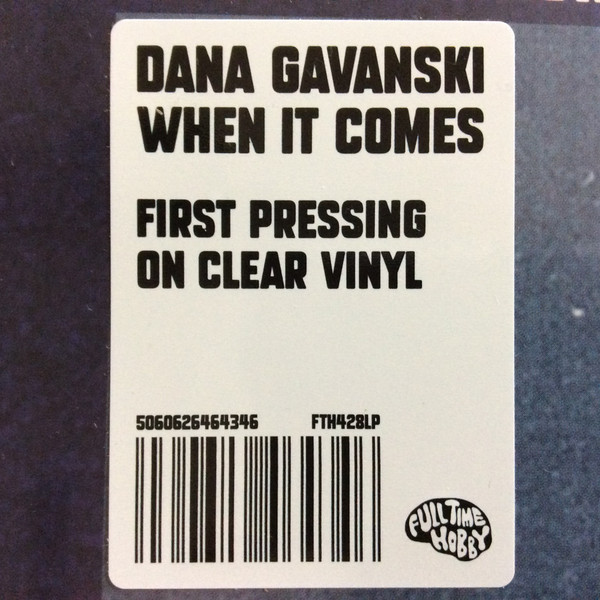 DANA GAVANSKI
WHEN IT COMES
FIRST PRESSING
ON CLEAR VINYL
5060626464346 FTH428LP
FULL TIME
HOBBY